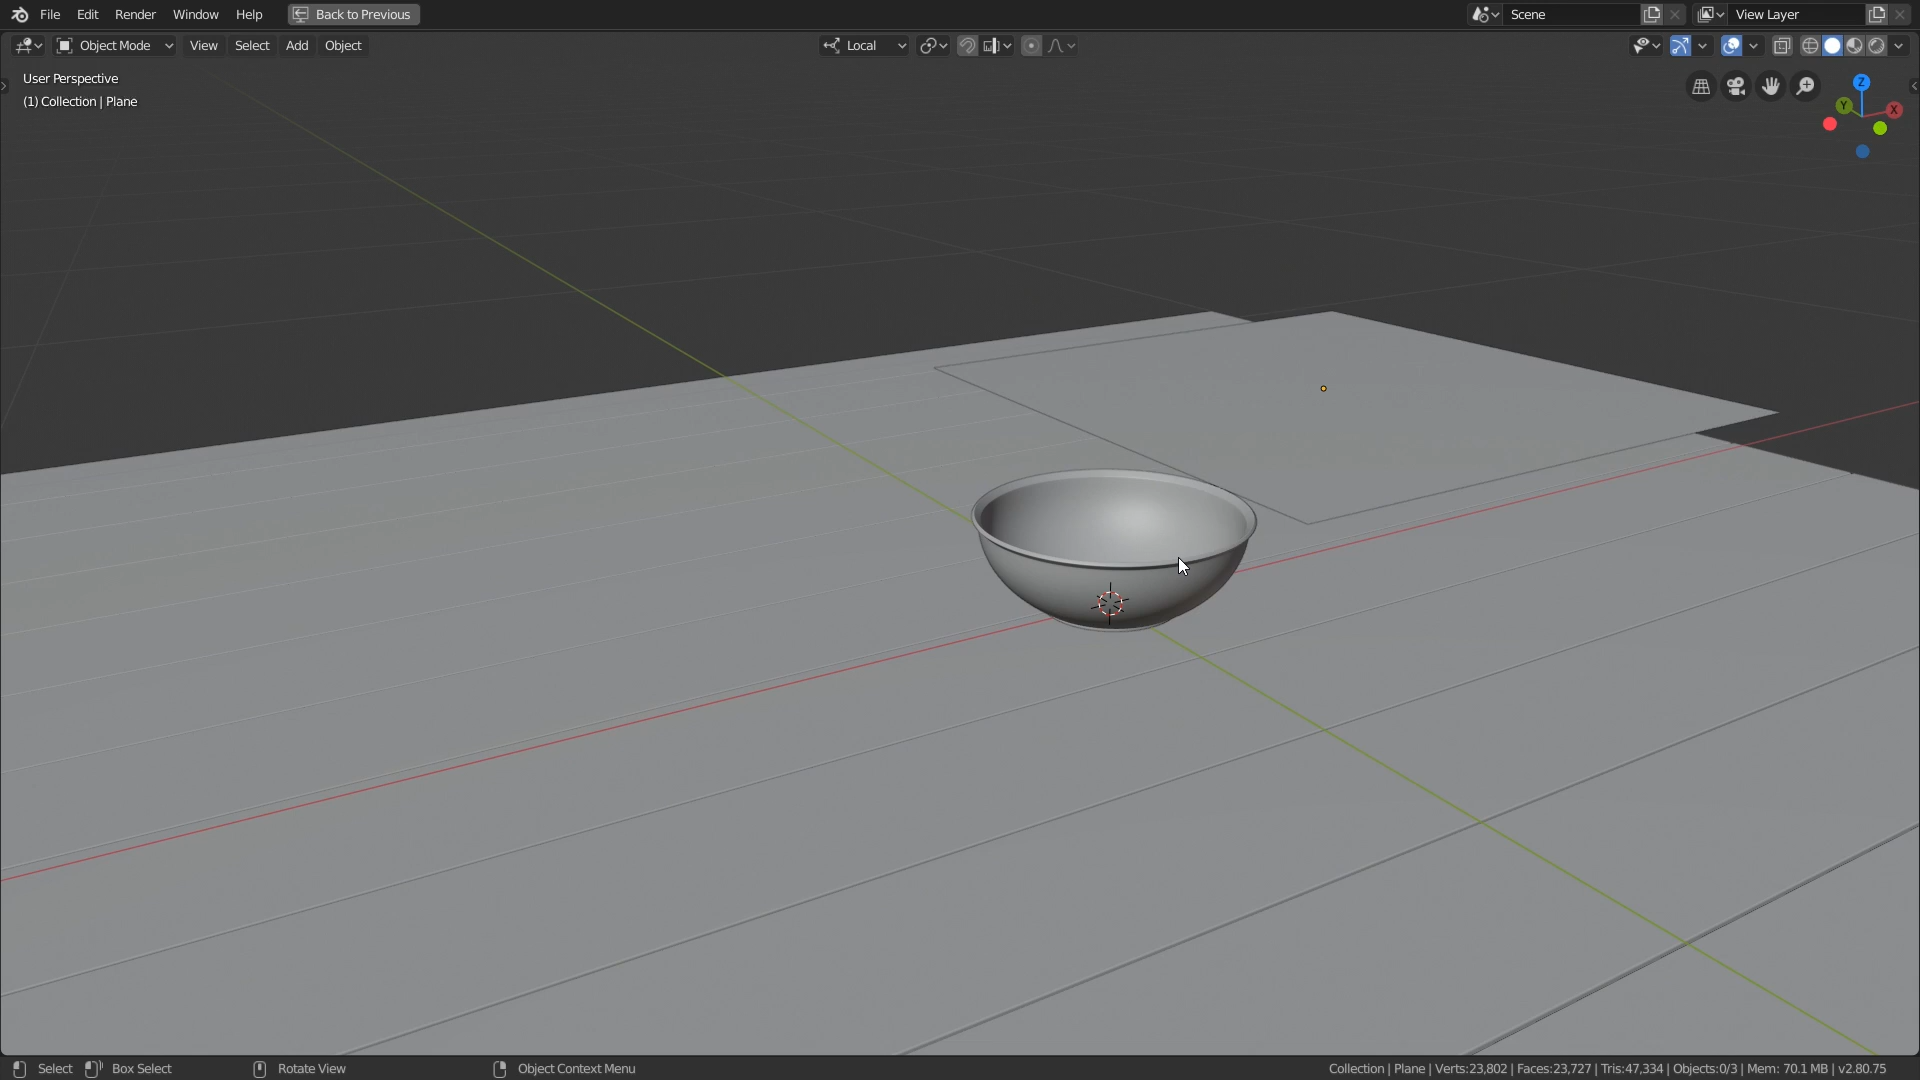 File Edit Render Window Help Back to Previous Scene View Layer
Object Mode View Select Add Object Local
User Perspective
(1) Collection | Plane
Z
Y X
Select Box Select Rotate View Object Context Menu Collection | Plane | Verts:23,802 | Faces:23,727 | Tris:47,334 | Objects:0/3 | Mem: 70.1 MB | v2.80.75